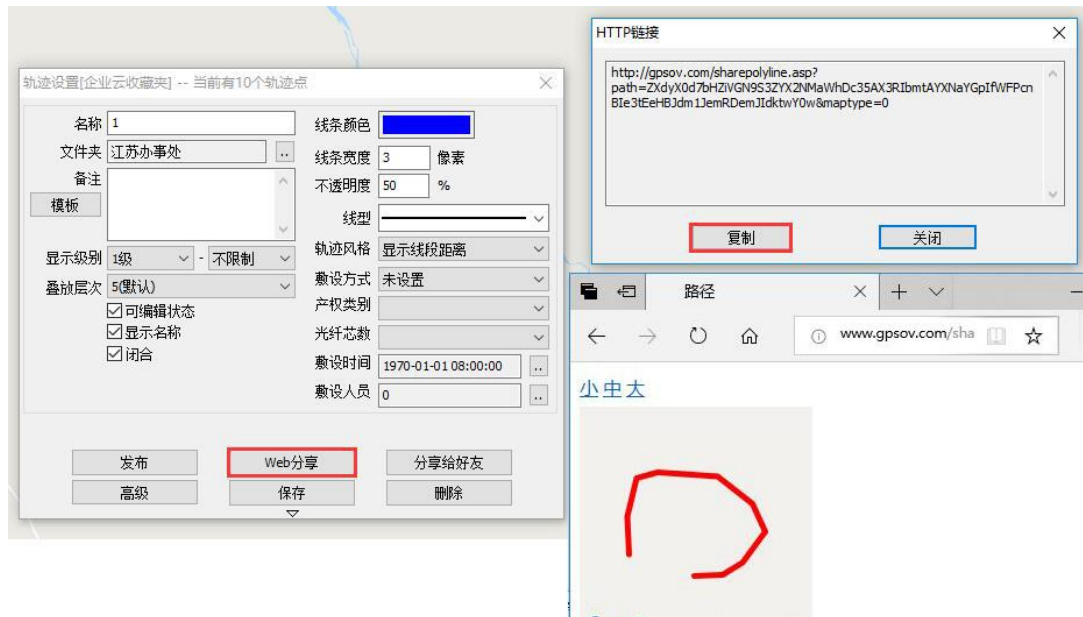 轨迹设置[企业云收藏夹] -- 当前有10个轨迹点
名称 1
文件夹 江苏办事处 ..
备注
模板
显示级别 1级 - 不限制
叠放层次 5(默认)
可编辑状态
显示名称
闭合
线条颜色
线条宽度 3 像素
不透明度 50 %
线型
轨迹风格 显示线段距离
敷设方式 未设置
产权类别
光纤芯数
敷设时间 1970-01-01 08:00:00 ..
敷设人员 0 ..
发布 Web分享 分享给好友
高级 保存 删除
HTTP链接
http://gpsov.com/sharepolyline.asp?
path=ZXdyX0d7bHZiVGN9S3ZYX2NMaWhDc35AX3RIbmtAYXNaYGpIfWFPcn
BIe3tEeHBJdm1JemRDemJIdktwY0w&maptype=0
复制 关闭
路径
www.gpsov.com/sha
小 中 大